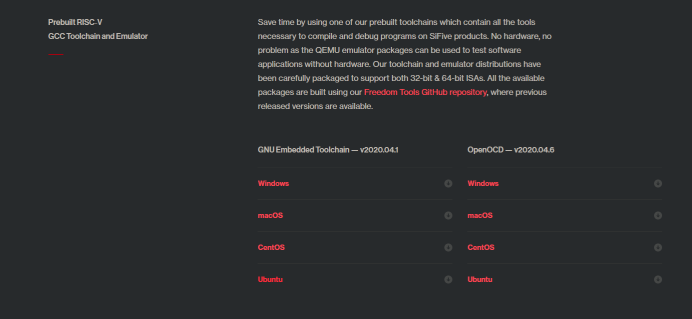 Prebuilt RISC-V
GCC Toolchain and Emulator
Save time by using one of our prebuilt toolchains which contain all the tools
necessary to compile and debug programs on SiFive products. No hardware, no
problem as the QEMU emulator packages can be used to test software
applications without hardware. Our toolchain and emulator distributions have
been carefully packaged to support both 32-bit & 64-bit ISAs. All the available
packages are built using our Freedom Tools GitHub repository, where previous
released versions are available.
GNU Embedded Toolchain — v2020.04.1
Windows
macOS
CentOS
Ubuntu
OpenOCD — v2020.04.6
Windows
macOS
CentOS
Ubuntu